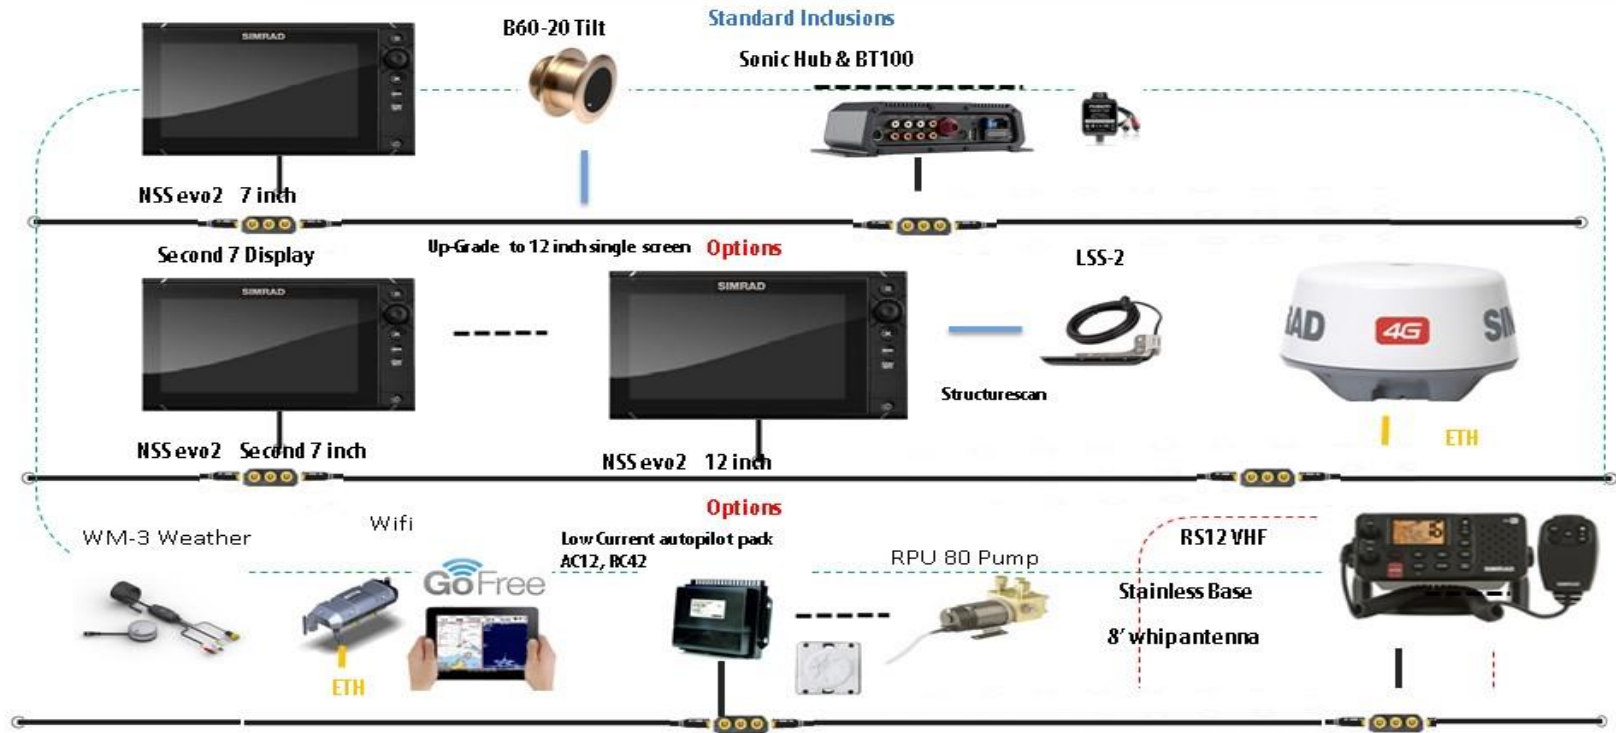 Standard Inclusions
SIMRAD
B60-20 Tilt
Sonic Hub & BT100
NSS evo2 7 inch
Second 7 Display
Up-Grade to 12 inch single screen
Options
LSS-2
SIMRAD
SIMRAD
RAD
4G
SIM
Structurescan
ETH
NSS evo2 Second 7 inch
NSS evo2 12 inch
Options
WM-3 Weather
Wifi
GoFree
Low Current autopilot pack
AC12, RC42
RPU 80 Pump
RS12 VHF
Stainless Base
8' whip antenna
SIMRAD
ETH